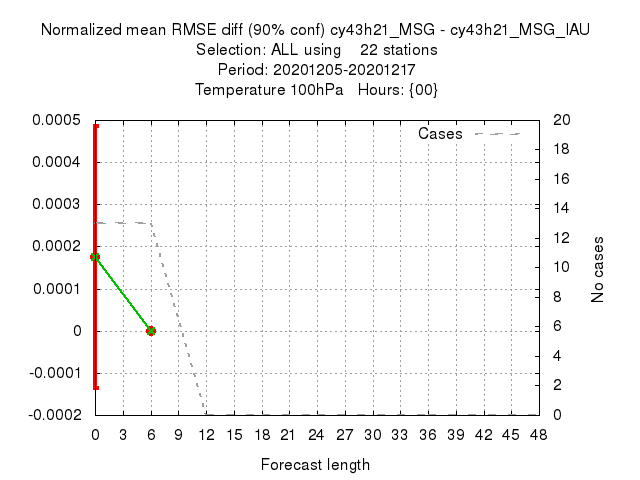 Normalized mean RMSE diff (90% conf) cy43h21_MSG - cy43h21_MSG_IAU
Selection: ALL using    22 stations
Period: 20201205-20201217
Temperature 100hPa   Hours: {00}
Cases
0.0005
0.0004
0.0003
0.0002
0.0001
0
-0.0001
-0.0002
20
18
16
14
12
10
8
6
4
2
0
No cases
0 3 6 9 12 15 18 21 24 27 30 33 36 39 42 45 48
Forecast length